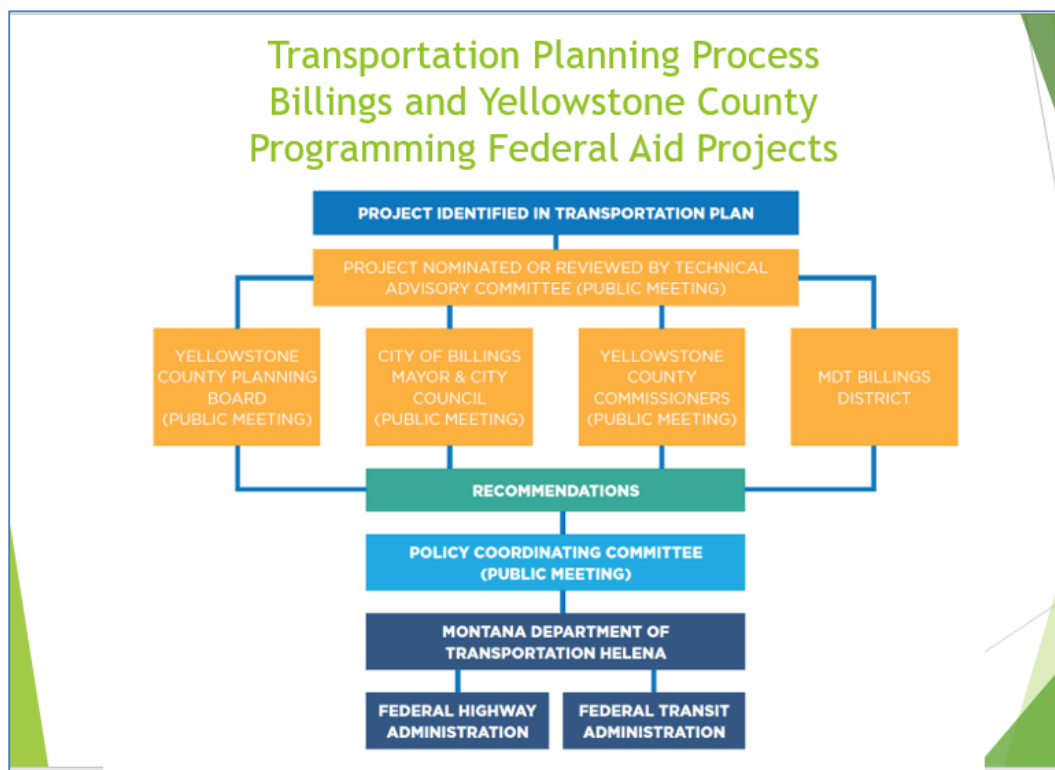 Transportation Planning Process
Billings and Yellowstone County
Programming Federal Aid Projects
PROJECT IDENTIFIED IN TRANSPORTATION PLAN
PROJECT NOMINATED OR REVIEWED BY TECHNICAL
ADVISORY COMMITTEE (PUBLIC MEETING)
YELLOWSTONE
COUNTY PLANNING
BOARD
(PUBLIC MEETING)
CITY OF BILLINGS
MAYOR & CITY
COUNCIL
(PUBLIC MEETING)
YELLOWSTONE
COUNTY
COMMISSIONERS
(PUBLIC MEETING)
MDT BILLINGS
DISTRICT
RECOMMENDATIONS
POLICY COORDINATING COMMITTEE
(PUBLIC MEETING)
MONTANA DEPARTMENT OF
TRANSPORTATION HELENA
FEDERAL HIGHWAY
ADMINISTRATION
FEDERAL TRANSIT
ADMINISTRATION